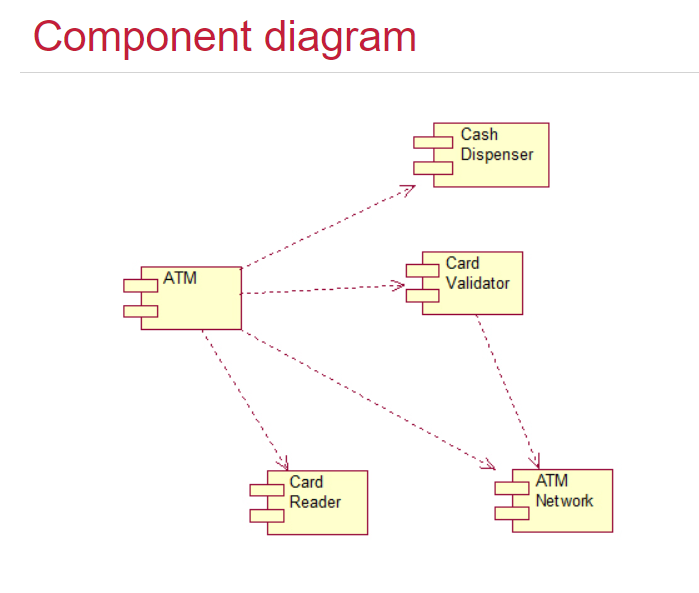 Component diagram
Cash
Dispenser
Card
Validator
ATM
Card
Reader
ATM
Network